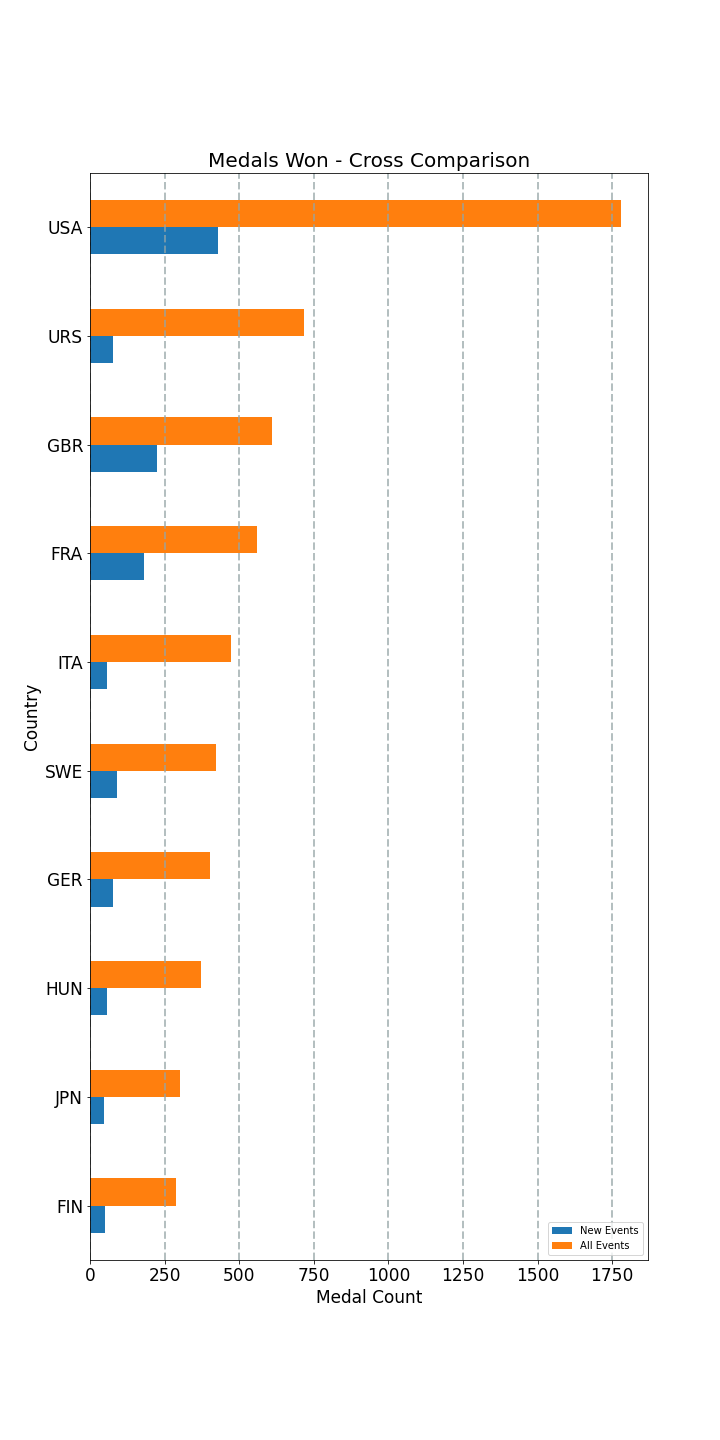 Medals Won - Cross Comparison
USA
URS
GBR
FRA
ITA
SWE
GER
HUN
JPN
FIN
Country
New Events
All Events
0 250 500 750 1000 1250 1500 1750
Medal Count